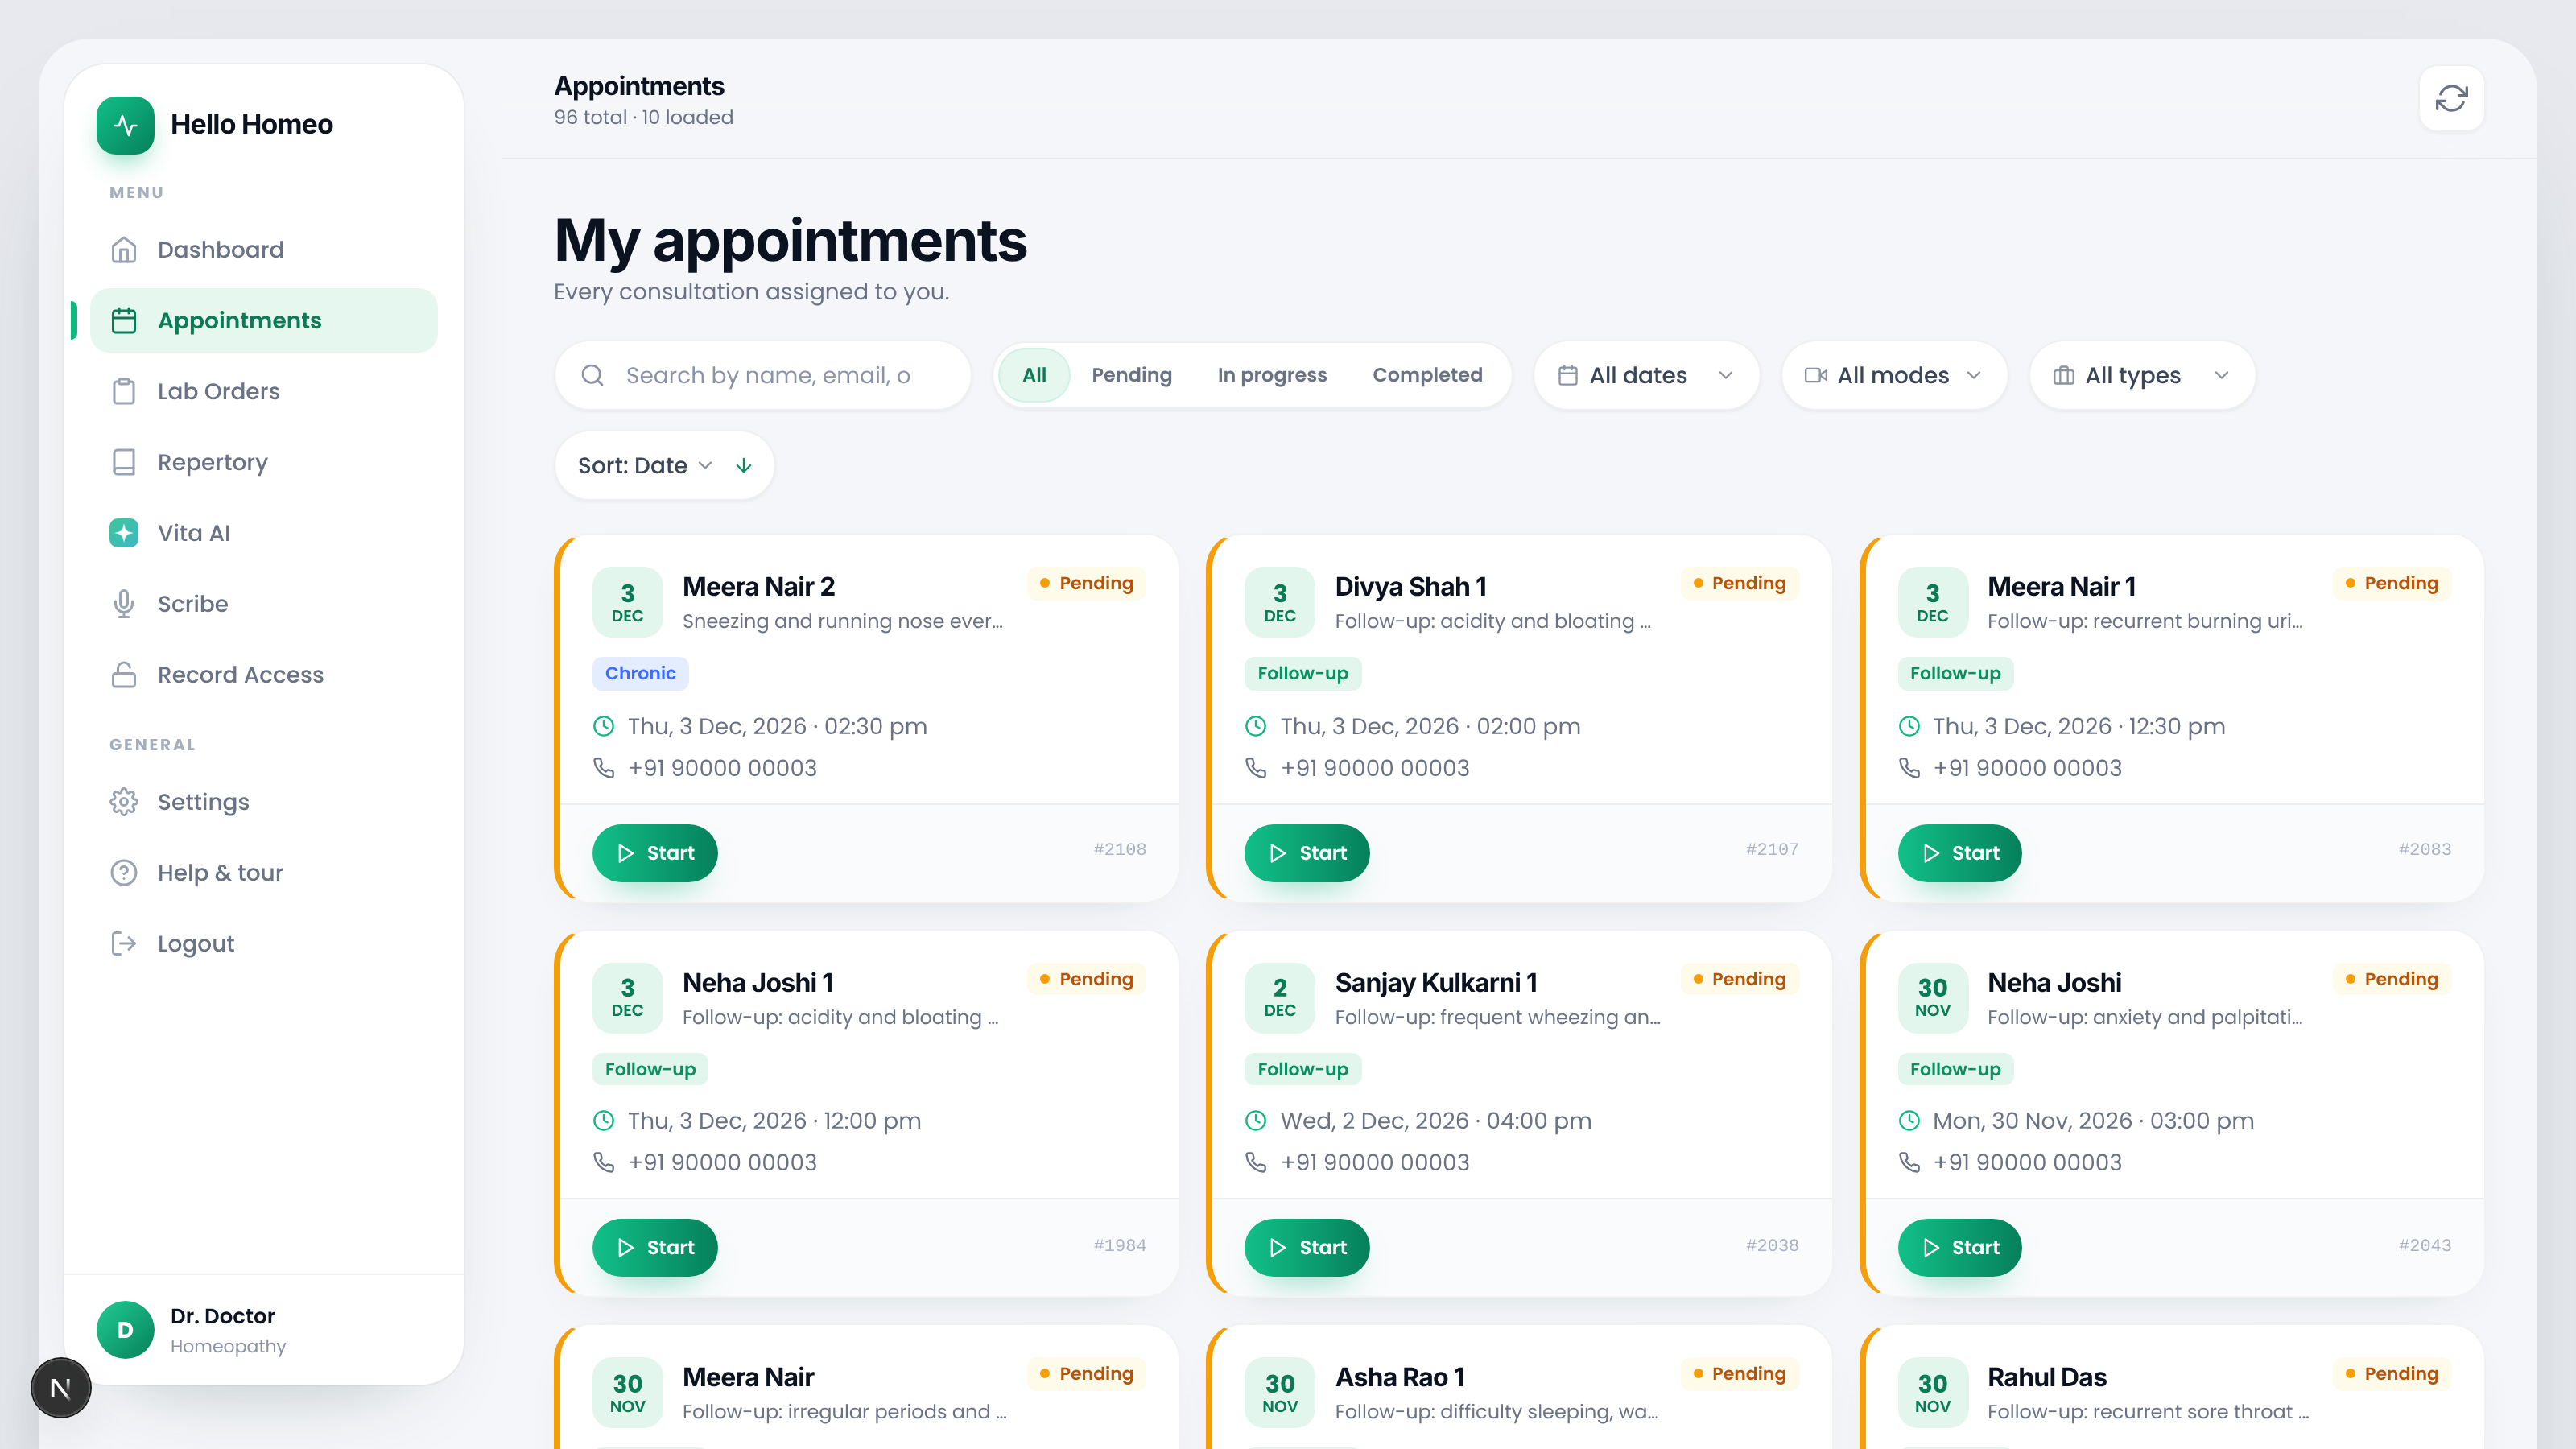 Hello Homeo
MENU
Dashboard
Appointments
Lab Orders
Repertory
Vita AI
Scribe
Record Access
GENERAL
Settings
Help & tour
Logout
D
Dr. Doctor
Homeopathy
N
Appointments
96 total · 10 loaded
My appointments
Every consultation assigned to you.
Search by name, email, o
All
Pending
In progress
Completed
All dates
All modes
All types
Sort: Date
3 DEC
Meera Nair 2
Pending
Sneezing and running nose ever...
Chronic
Thu, 3 Dec, 2026 · 02:30 pm
+91 90000 00003
Start
#2108
3 DEC
Divya Shah 1
Pending
Follow-up: acidity and bloating ...
Follow-up
Thu, 3 Dec, 2026 · 02:00 pm
+91 90000 00003
Start
#2107
3 DEC
Meera Nair 1
Pending
Follow-up: recurrent burning uri...
Follow-up
Thu, 3 Dec, 2026 · 12:30 pm
+91 90000 00003
Start
#2083
3 DEC
Neha Joshi 1
Pending
Follow-up: acidity and bloating ...
Follow-up
Thu, 3 Dec, 2026 · 12:00 pm
+91 90000 00003
Start
#1984
2 DEC
Sanjay Kulkarni 1
Pending
Follow-up: frequent wheezing an...
Follow-up
Wed, 2 Dec, 2026 · 04:00 pm
+91 90000 00003
Start
#2038
30 NOV
Neha Joshi
Pending
Follow-up: anxiety and palpitati...
Follow-up
Mon, 30 Nov, 2026 · 03:00 pm
+91 90000 00003
Start
#2043
30 NOV
Meera Nair
Pending
Follow-up: irregular periods and ...
30 NOV
Asha Rao 1
Pending
Follow-up: difficulty sleeping, wa...
30 NOV
Rahul Das
Pending
Follow-up: recurrent sore throat ...